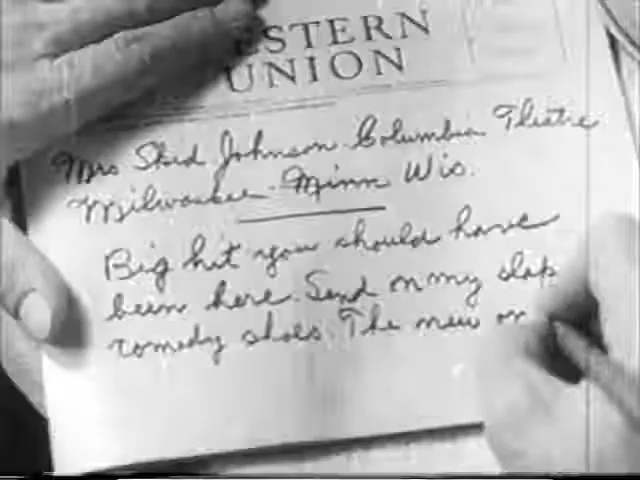 ESTERN
UNION
Mrs Skid Johnson Columbia Theatre
Milwaukee Minn Wis.
Big hit you should have
been here. Send on my slap
comedy shoes. The new on